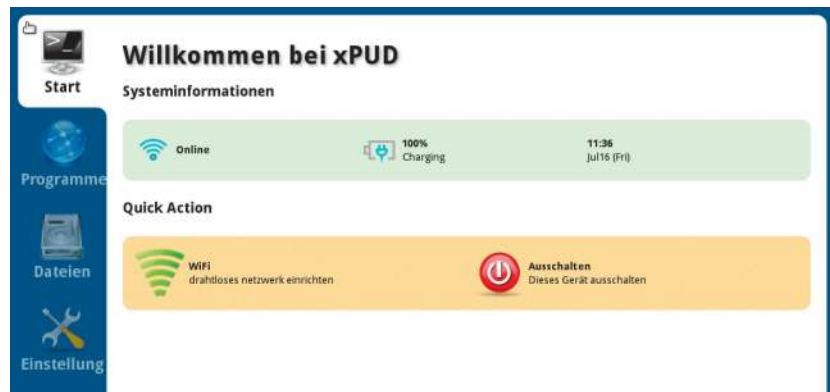 Start
Programme
Dateien
Einstellung
Willkommen bei xPUD
Systeminformationen
Online
100%
Charging
11:36
Jul16 (Fri)
Quick Action
WiFi
drahtloses netzwerk einrichten
Ausschalten
Dieses Gerät ausschalten